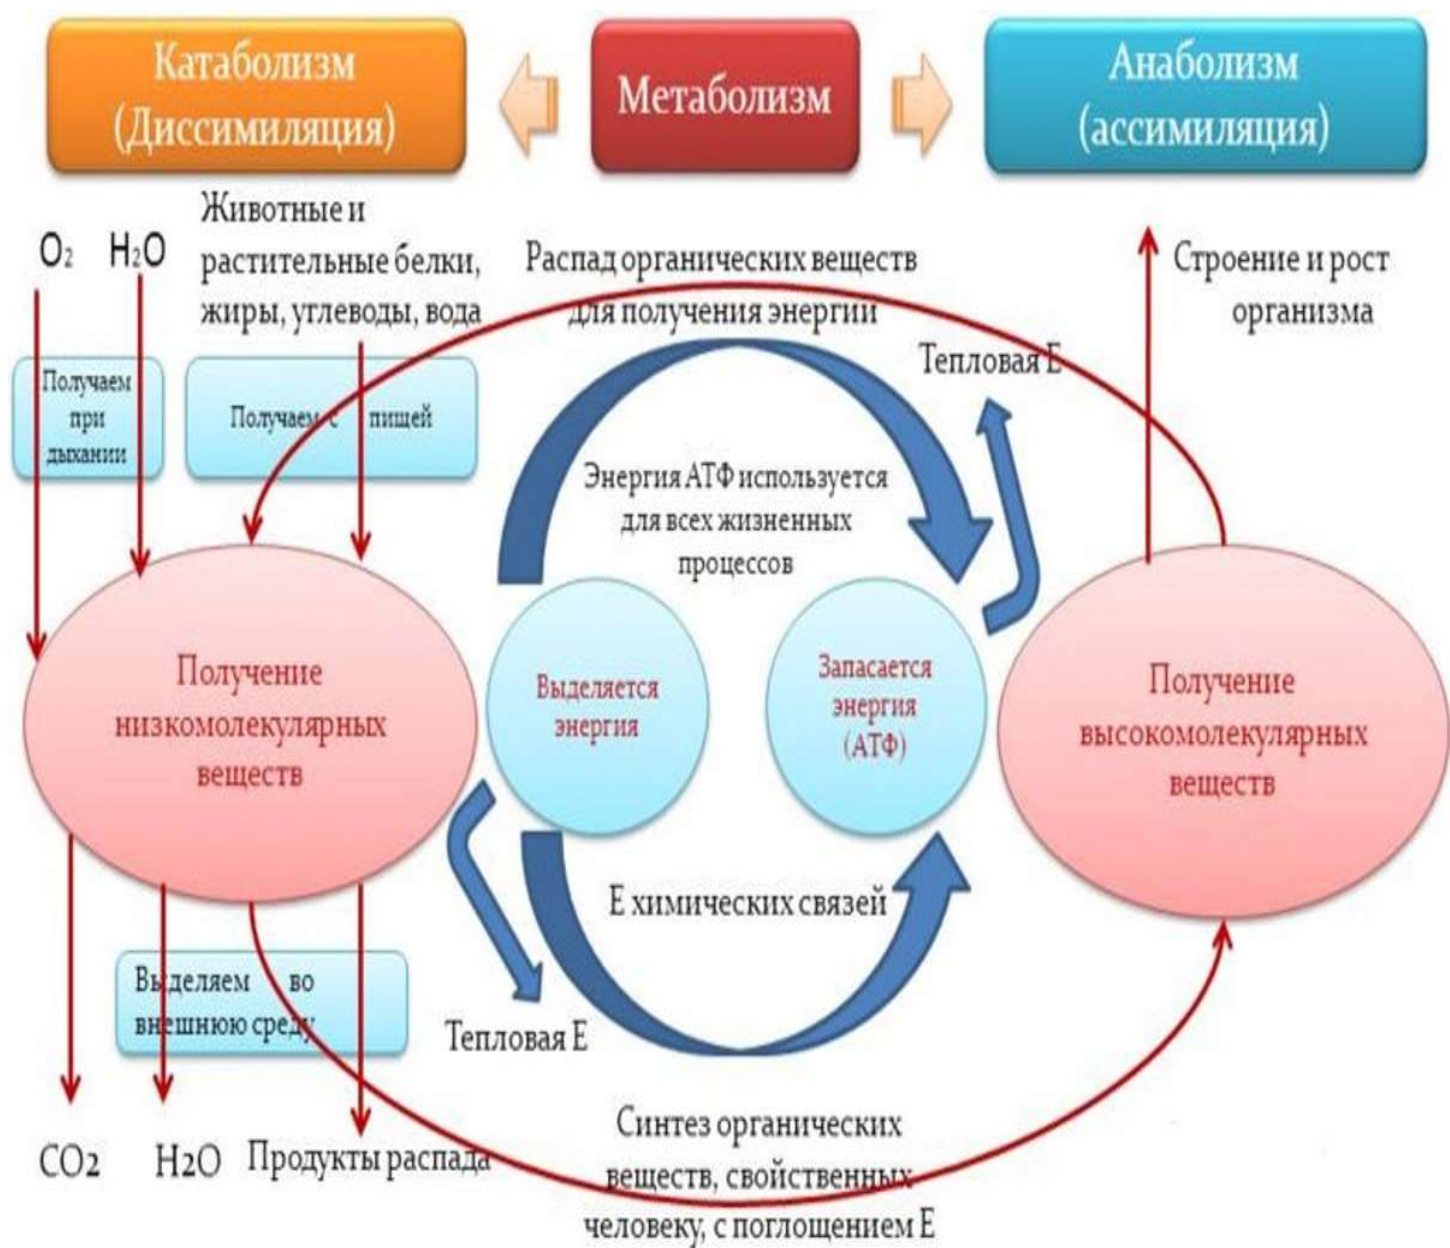 Катаболизм
(Диссимиляция)
Метаболизм
Анаболизм
(ассимиляция)
O₂ H₂O
Животные и
растительные белки,
жиры, углеводы, вода
Распад органических веществ
для получения энергии
Строение и рост
организма
Тепловая Е
Получаем
при
дыхании
Получаем с пищей
Энергия АТФ используется
для всех жизненных
процессов
Получение
низкомолекулярных
веществ
Выделяется
энергия
Запасается
энергия
(АТФ)
Получение
высокомолекулярных
веществ
Е химических связей
Выделяем во
внешнюю среду
Тепловая Е
CO2 H2O Продукты распада
Синтез органических
веществ, свойственных
человеку, с поглощением Е